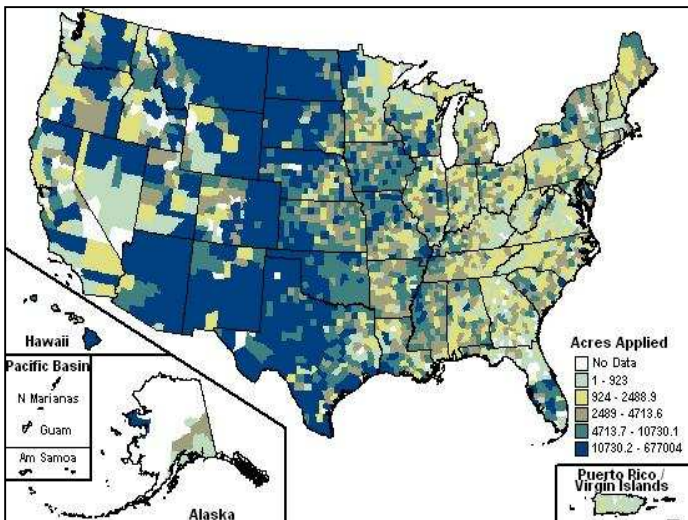 Hawaii
Pacific Basin
N Marianas
Guam
Am Samoa
Alaska
Acres Applied
No Data
1 - 923
924 - 2488.9
2489 - 4713.6
4713.7 - 10730.1
10730.2 - 677004
Puerto Rico /
Virgin Islands